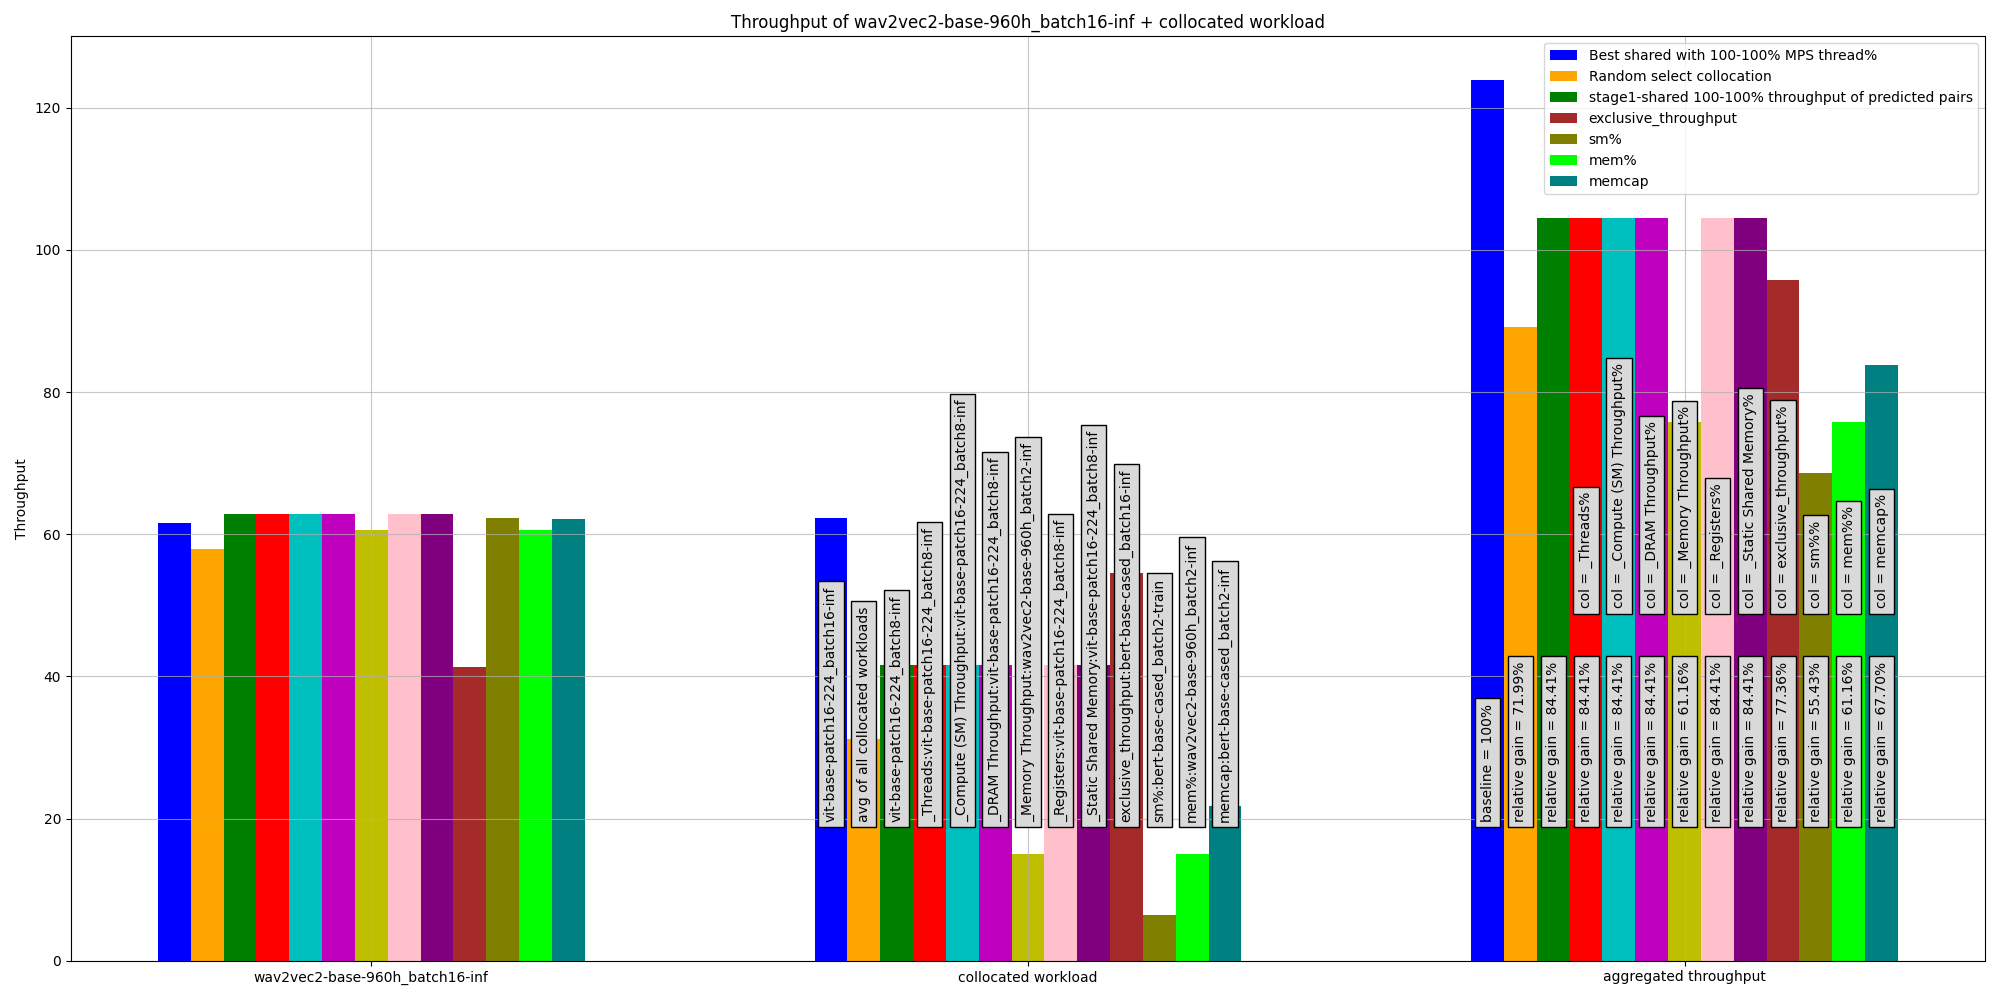 Throughput of wav2vec2-base-960h_batch16-inf + collocated workload
Best shared with 100-100% MPS thread%
Random select collocation
stage1-shared 100-100% throughput of predicted pairs
exclusive_throughput
sm%
mem%
memcap
Throughput
120
100
80
60
40
20
0
vit-base-patch16-224_batch16-inf
avg of all collocated workloads
vit-base-patch16-224_batch8-inf
_Threads:vit-base-patch16-224_batch8-inf
_Compute (SM) Throughput:vit-base-patch16-224_batch8-inf
_DRAM Throughput:vit-base-patch16-224_batch8-inf
_Memory Throughput:wav2vec2-base-960h_batch2-inf
_Registers:vit-base-patch16-224_batch8-inf
_Static Shared Memory:vit-base-patch16-224_batch8-inf
exclusive_throughput:bert-base-cased_batch16-inf
sm%:bert-base-cased_batch2-train
mem%:wav2vec2-base-960h_batch2-inf
memcap:bert-base-cased_batch2-inf
col = _Threads%
col = _Compute (SM) Throughput%
col = _DRAM Throughput%
col = _Memory Throughput%
col = _Registers%
col = _Static Shared Memory%
col = exclusive_throughput%
col = sm%%
col = mem%%
col = memcap%
baseline = 100%
relative gain = 71.99%
relative gain = 84.41%
relative gain = 84.41%
relative gain = 84.41%
relative gain = 84.41%
relative gain = 61.16%
relative gain = 84.41%
relative gain = 84.41%
relative gain = 77.36%
relative gain = 55.43%
relative gain = 61.16%
relative gain = 67.70%
wav2vec2-base-960h_batch16-inf
collocated workload
aggregated throughput